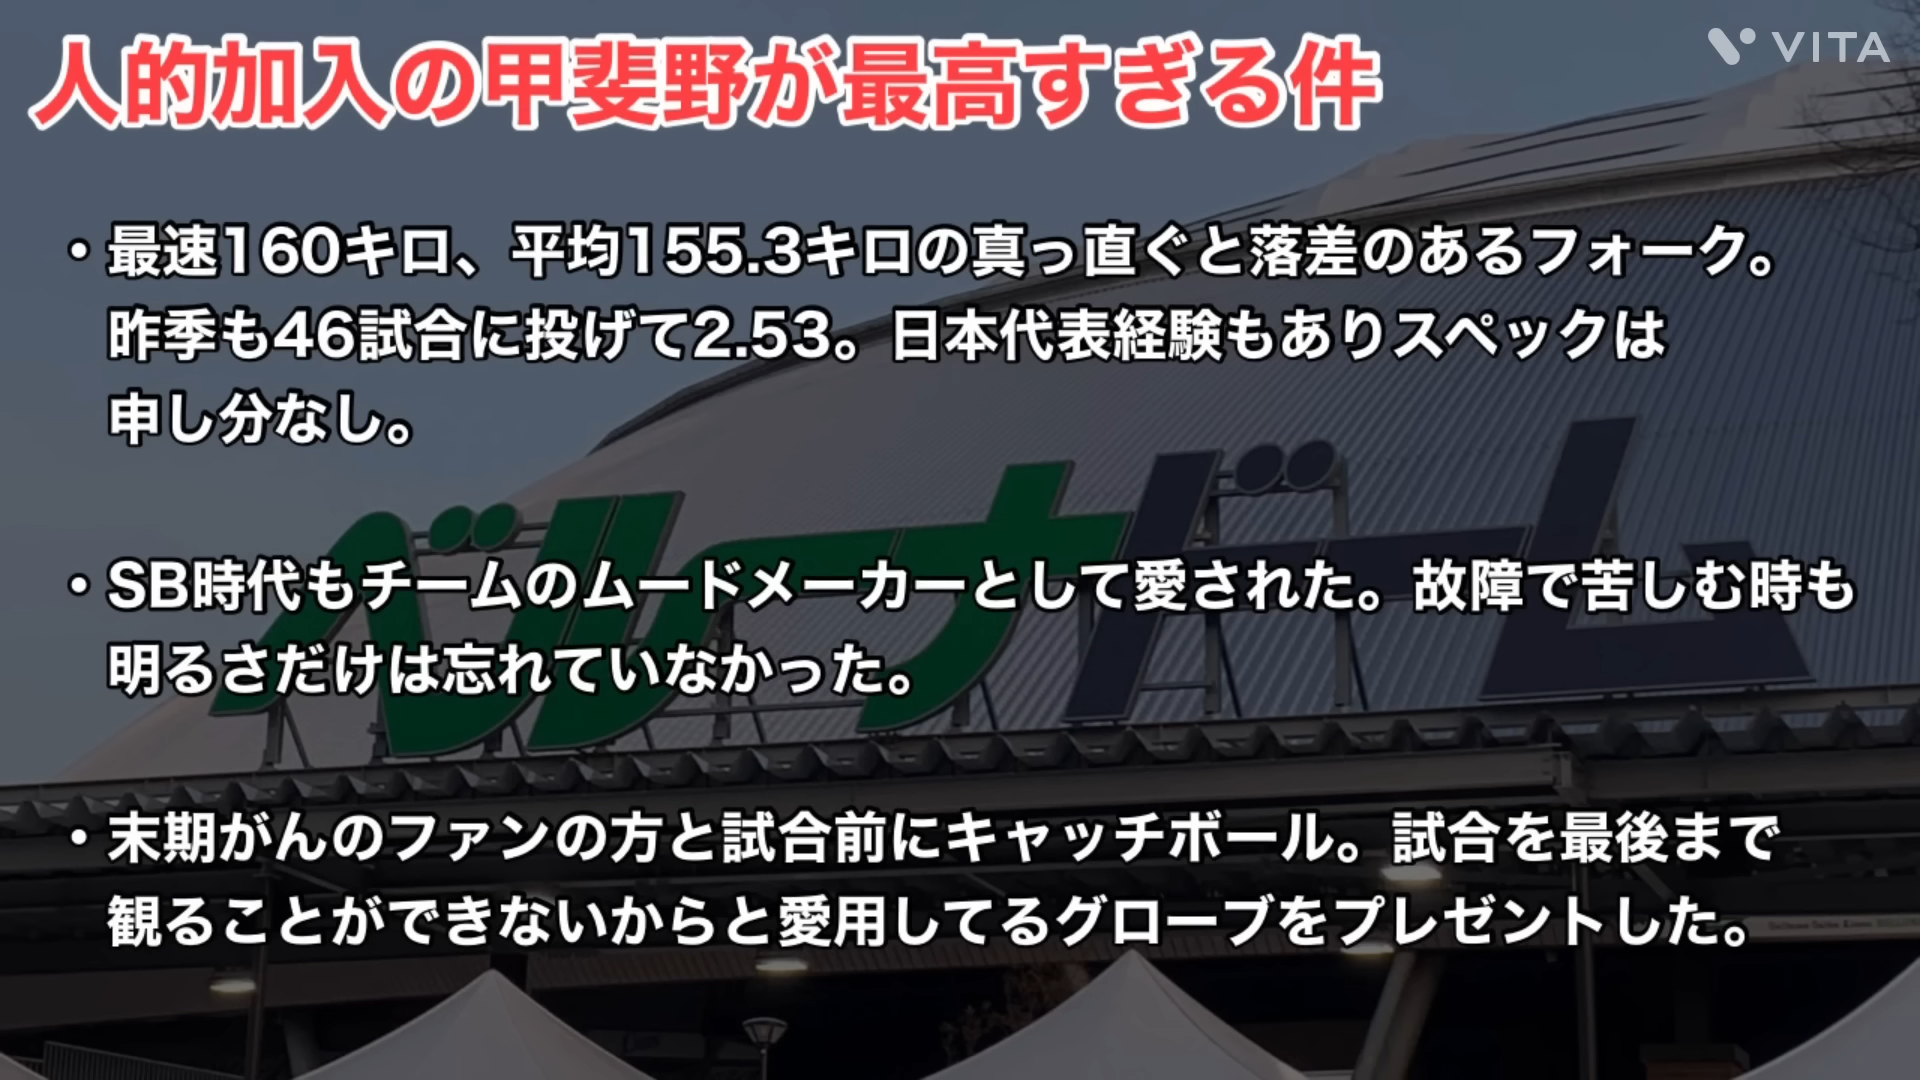 人的加入の甲斐野が最高すぎる件
VITA
・最速160キロ、平均155.3キロの真っ直ぐと落差のあるフォーク。
昨季も46試合に投げて2.53。日本代表経験もありスペックは
申し分なし。
ベルーナドーム
・SB時代もチームのムードメーカーとして愛された。故障で苦しむ時も
明るさだけは忘れていなかった。
・末期がんのファンの方と試合前にキャッチボール。試合を最後まで
観ることができないからと愛用してるグローブをプレゼントした。